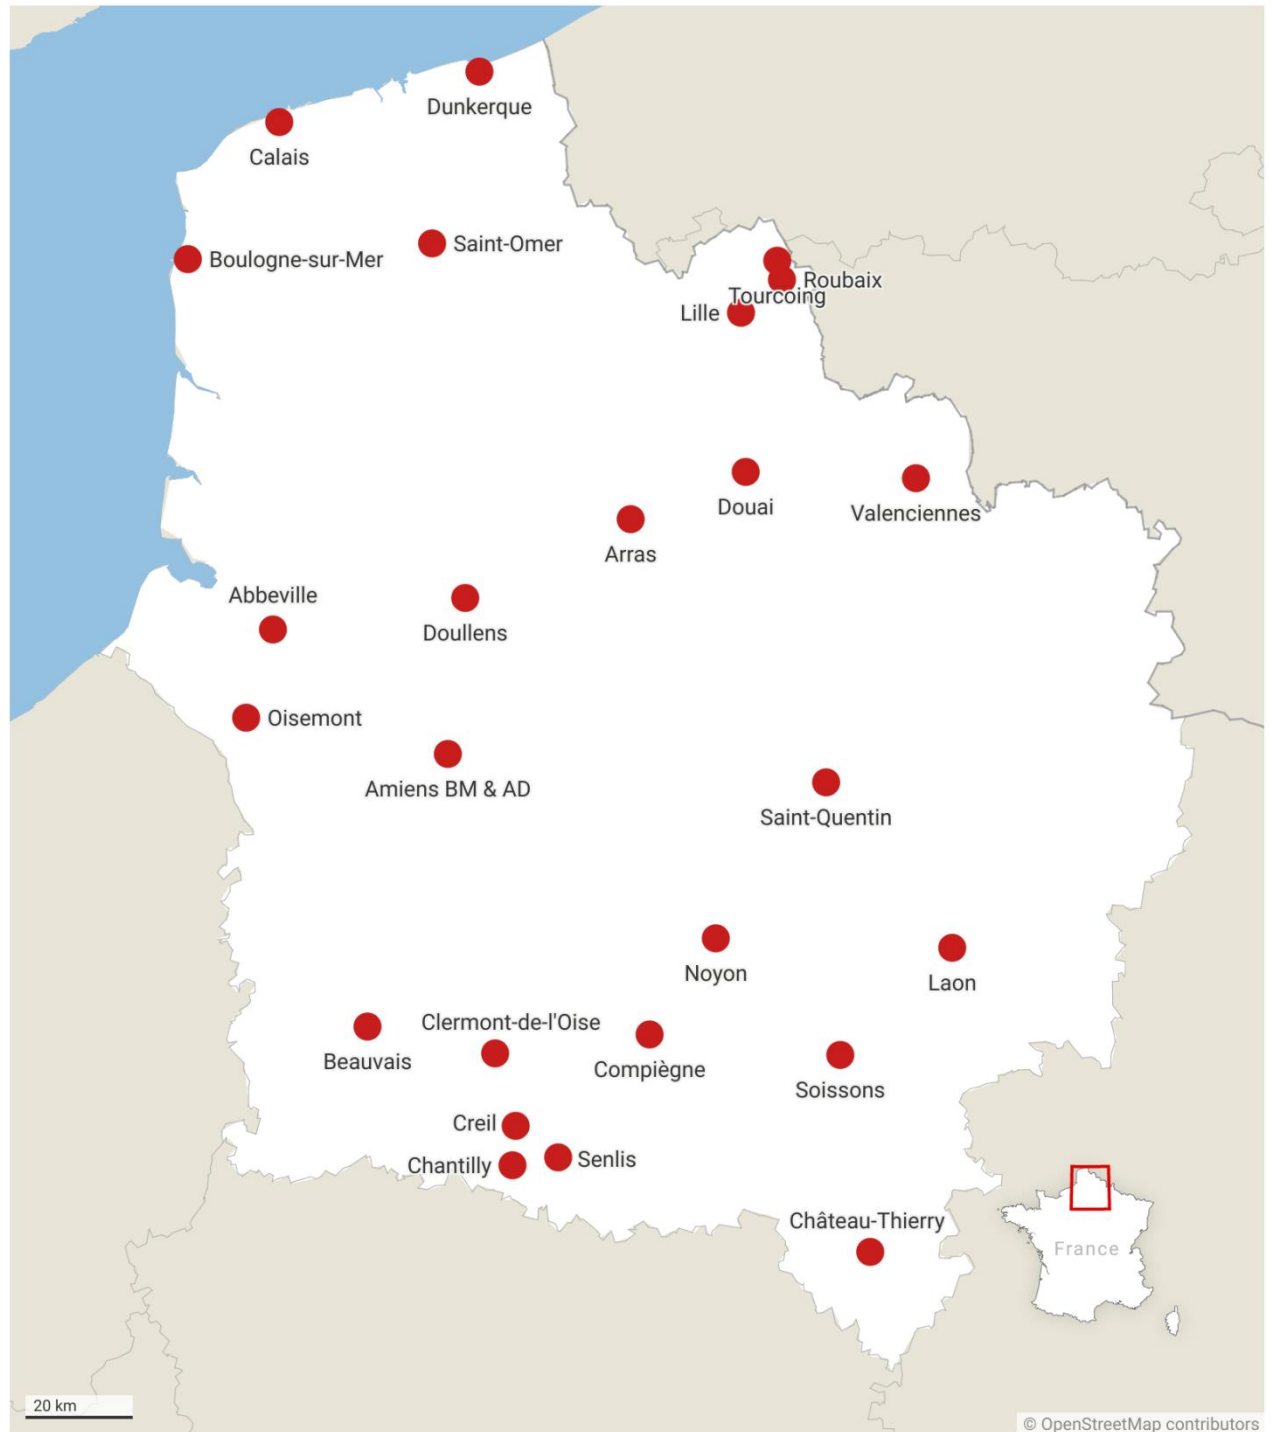 Dunkerque
Calais
Saint-Omer
Boulogne-sur-Mer
Roubaix
Tourcoing
Lille
Douai
Valenciennes
Arras
Abbeville
Doullens
Oisemont
Amiens BM & AD
Saint-Quentin
Noyon
Laon
Clermont-de-l'Oise
Beauvais
Compiègne
Soissons
Creil
Senlis
Chantilly
Château-Thierry
France
20 km
© OpenStreetMap contributors